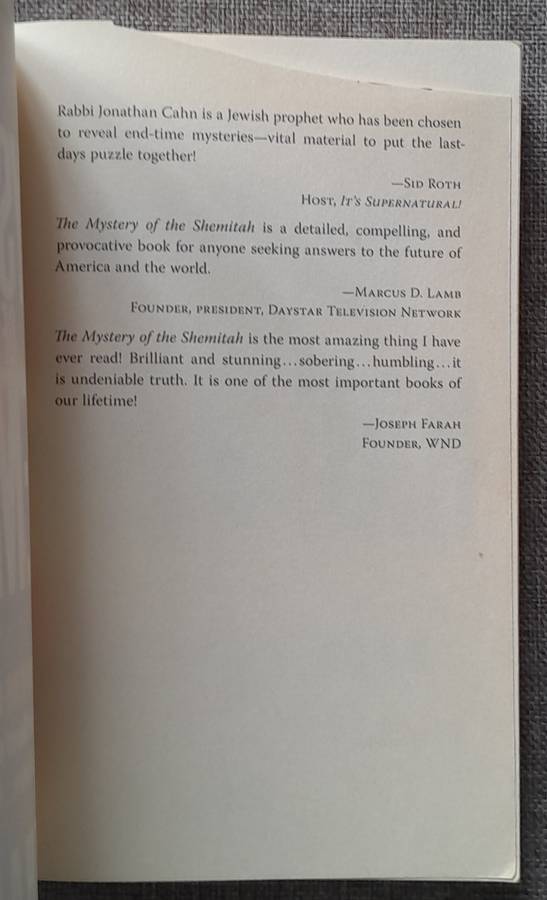 Rabbi Jonathan Cahn is a Jewish prophet who has been chosen
to reveal end-time mysteries—vital material to put the last-
days puzzle together!
—Sid Roth
Host, It's Supernatural!
The Mystery of the Shemitah is a detailed, compelling, and
provocative book for anyone seeking answers to the future of
America and the world.
—Marcus D. Lamb
Founder, president, Daystar Television Network
The Mystery of the Shemitah is the most amazing thing I have
ever read! Brilliant and stunning...sobering...humbling...it
is undeniable truth. It is one of the most important books of
our lifetime!
—Joseph Farah
Founder, WND